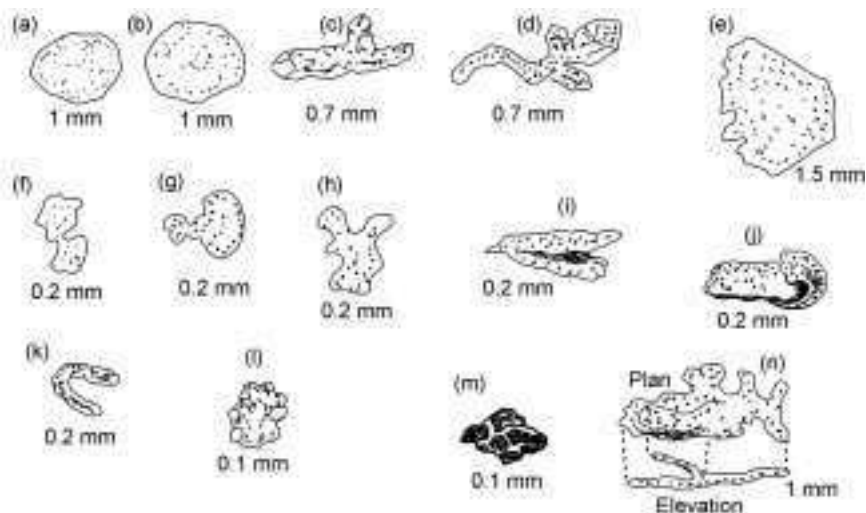 (a)
1 mm
(b)
1 mm
(c)
0.7 mm
(d)
0.7 mm
(e)
1.5 mm
(f)
0.2 mm
(g)
0.2 mm
(h)
0.2 mm
(i)
0.2 mm
(j)
0.2 mm
(k)
0.2 mm
(l)
0.1 mm
(m)
0.1 mm
(n)
Plan
1 mm
Elevation